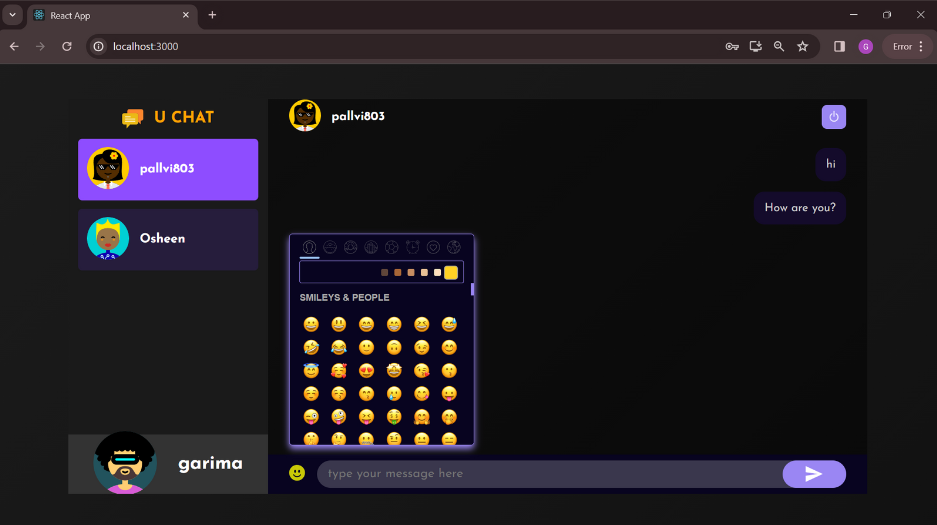 React App
localhost:3000
G
Error
U CHAT
pallvi803
pallvi803
hi
Osheen
How are you?
SMILEYS & PEOPLE
garima
type your message here